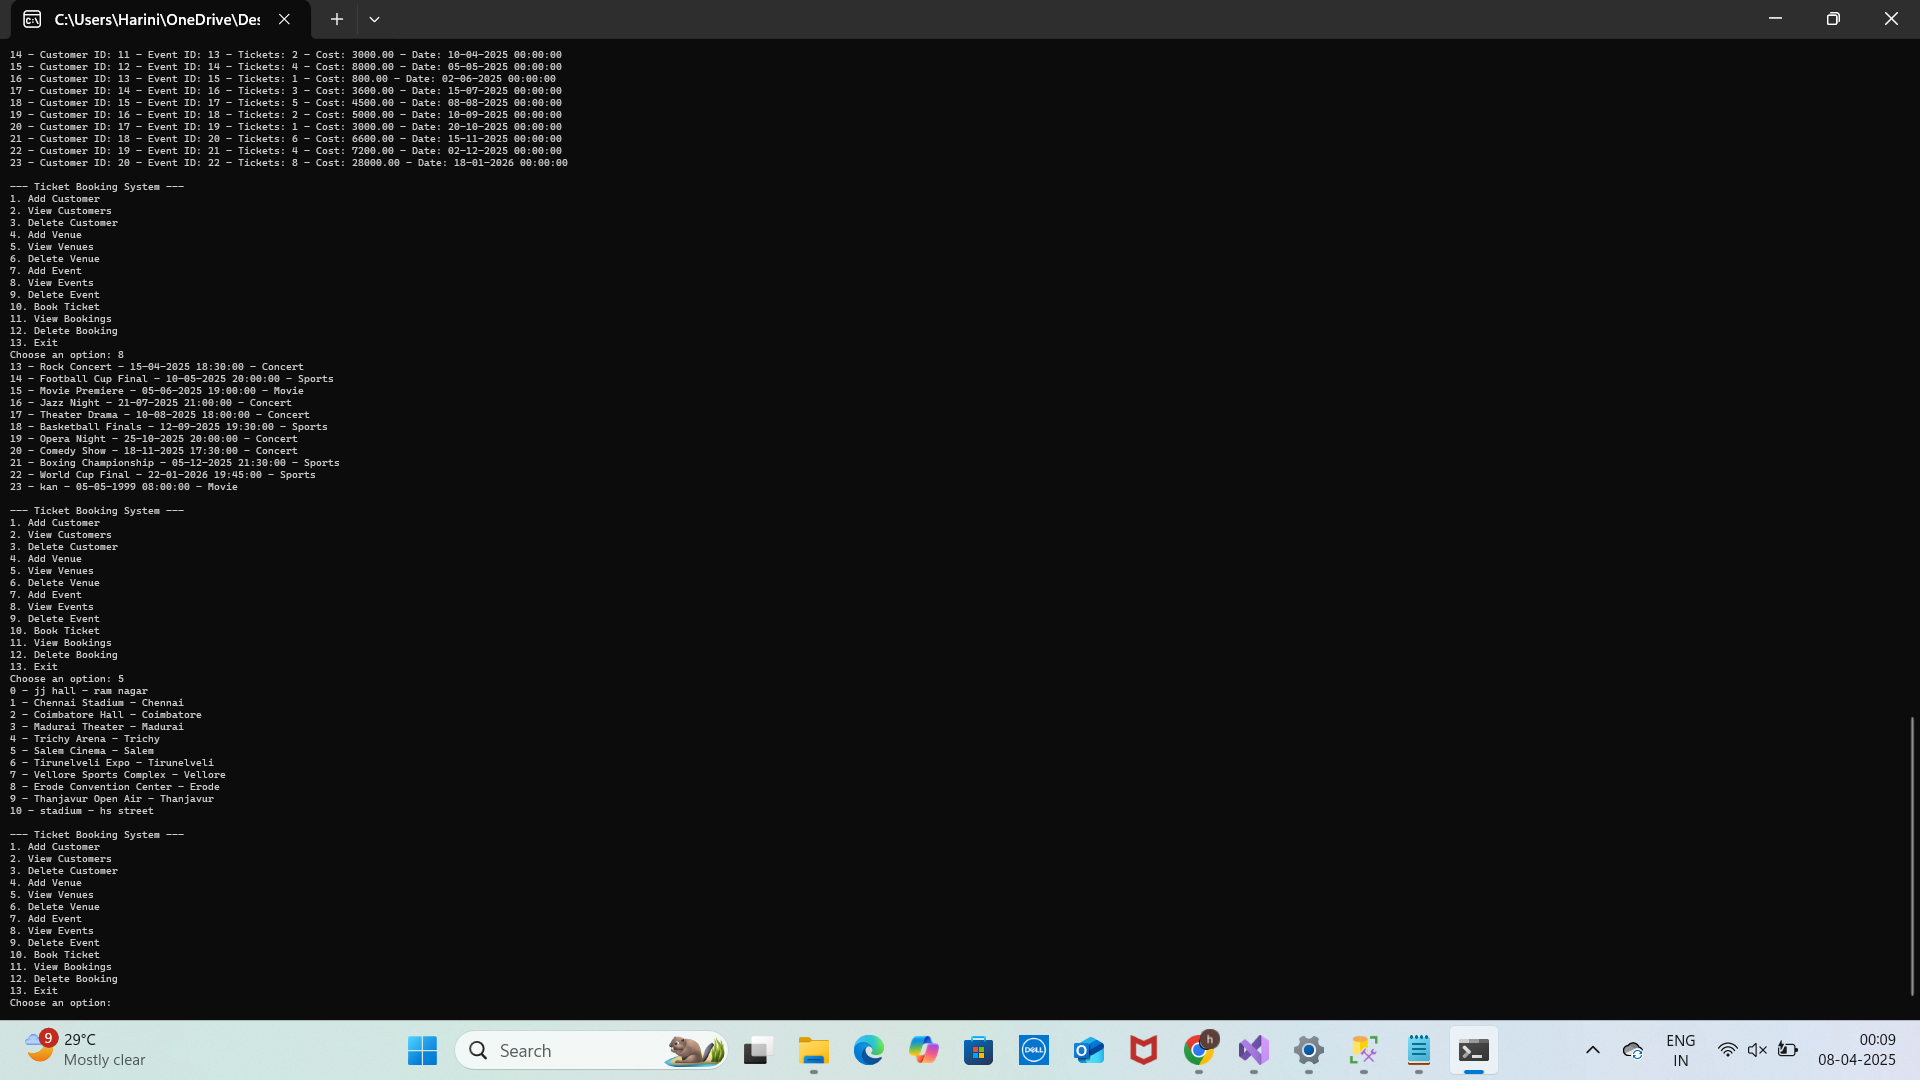 C:\Users\Harini\OneDrive\Des
14 - Customer ID: 11 - Event ID: 13 - Tickets: 2 - Cost: 3000.00 - Date: 10-04-2025 00:00:00
15 - Customer ID: 12 - Event ID: 14 - Tickets: 4 - Cost: 8000.00 - Date: 05-05-2025 00:00:00
16 - Customer ID: 13 - Event ID: 15 - Tickets: 1 - Cost: 800.00 - Date: 02-06-2025 00:00:00
17 - Customer ID: 14 - Event ID: 16 - Tickets: 3 - Cost: 3600.00 - Date: 15-07-2025 00:00:00
18 - Customer ID: 15 - Event ID: 17 - Tickets: 5 - Cost: 4500.00 - Date: 08-08-2025 00:00:00
19 - Customer ID: 16 - Event ID: 18 - Tickets: 2 - Cost: 5000.00 - Date: 10-09-2025 00:00:00
20 - Customer ID: 17 - Event ID: 19 - Tickets: 1 - Cost: 3000.00 - Date: 20-10-2025 00:00:00
21 - Customer ID: 18 - Event ID: 20 - Tickets: 6 - Cost: 6600.00 - Date: 15-11-2025 00:00:00
22 - Customer ID: 19 - Event ID: 21 - Tickets: 4 - Cost: 7200.00 - Date: 02-12-2025 00:00:00
23 - Customer ID: 20 - Event ID: 22 - Tickets: 8 - Cost: 28000.00 - Date: 18-01-2026 00:00:00
--- Ticket Booking System ---
1. Add Customer
2. View Customers
3. Delete Customer
4. Add Venue
5. View Venues
6. Delete Venue
7. Add Event
8. View Events
9. Delete Event
10. Book Ticket
11. View Bookings
12. Delete Booking
13. Exit
Choose an option: 8
13 - Rock Concert - 15-04-2025 18:30:00 - Concert
14 - Football Cup Final - 10-05-2025 20:00:00 - Sports
15 - Movie Premiere - 05-06-2025 19:00:00 - Movie
16 - Jazz Night - 21-07-2025 21:00:00 - Concert
17 - Theater Drama - 10-08-2025 18:00:00 - Concert
18 - Basketball Finals - 12-09-2025 19:30:00 - Sports
19 - Opera Night - 25-10-2025 20:00:00 - Concert
20 - Comedy Show - 18-11-2025 17:30:00 - Concert
21 - Boxing Championship - 05-12-2025 21:30:00 - Sports
22 - World Cup Final - 22-01-2026 19:45:00 - Sports
23 - kan - 05-05-1999 08:00:00 - Movie
--- Ticket Booking System ---
1. Add Customer
2. View Customers
3. Delete Customer
4. Add Venue
5. View Venues
6. Delete Venue
7. Add Event
8. View Events
9. Delete Event
10. Book Ticket
11. View Bookings
12. Delete Booking
13. Exit
Choose an option: 5
0 - jj hall - ram nagar
1 - Chennai Stadium - Chennai
2 - Coimbatore Hall - Coimbatore
3 - Madurai Theater - Madurai
4 - Trichy Arena - Trichy
5 - Salem Cinema - Salem
6 - Tirunelveli Expo - Tirunelveli
7 - Vellore Sports Complex - Vellore
8 - Erode Convention Center - Erode
9 - Thanjavur Open Air - Thanjavur
10 - stadium - hs street
--- Ticket Booking System ---
1. Add Customer
2. View Customers
3. Delete Customer
4. Add Venue
5. View Venues
6. Delete Venue
7. Add Event
8. View Events
9. Delete Event
10. Book Ticket
11. View Bookings
12. Delete Booking
13. Exit
Choose an option:
9
29°C
Mostly clear
Search
DELL
h
ENG
IN
00:09
08-04-2025